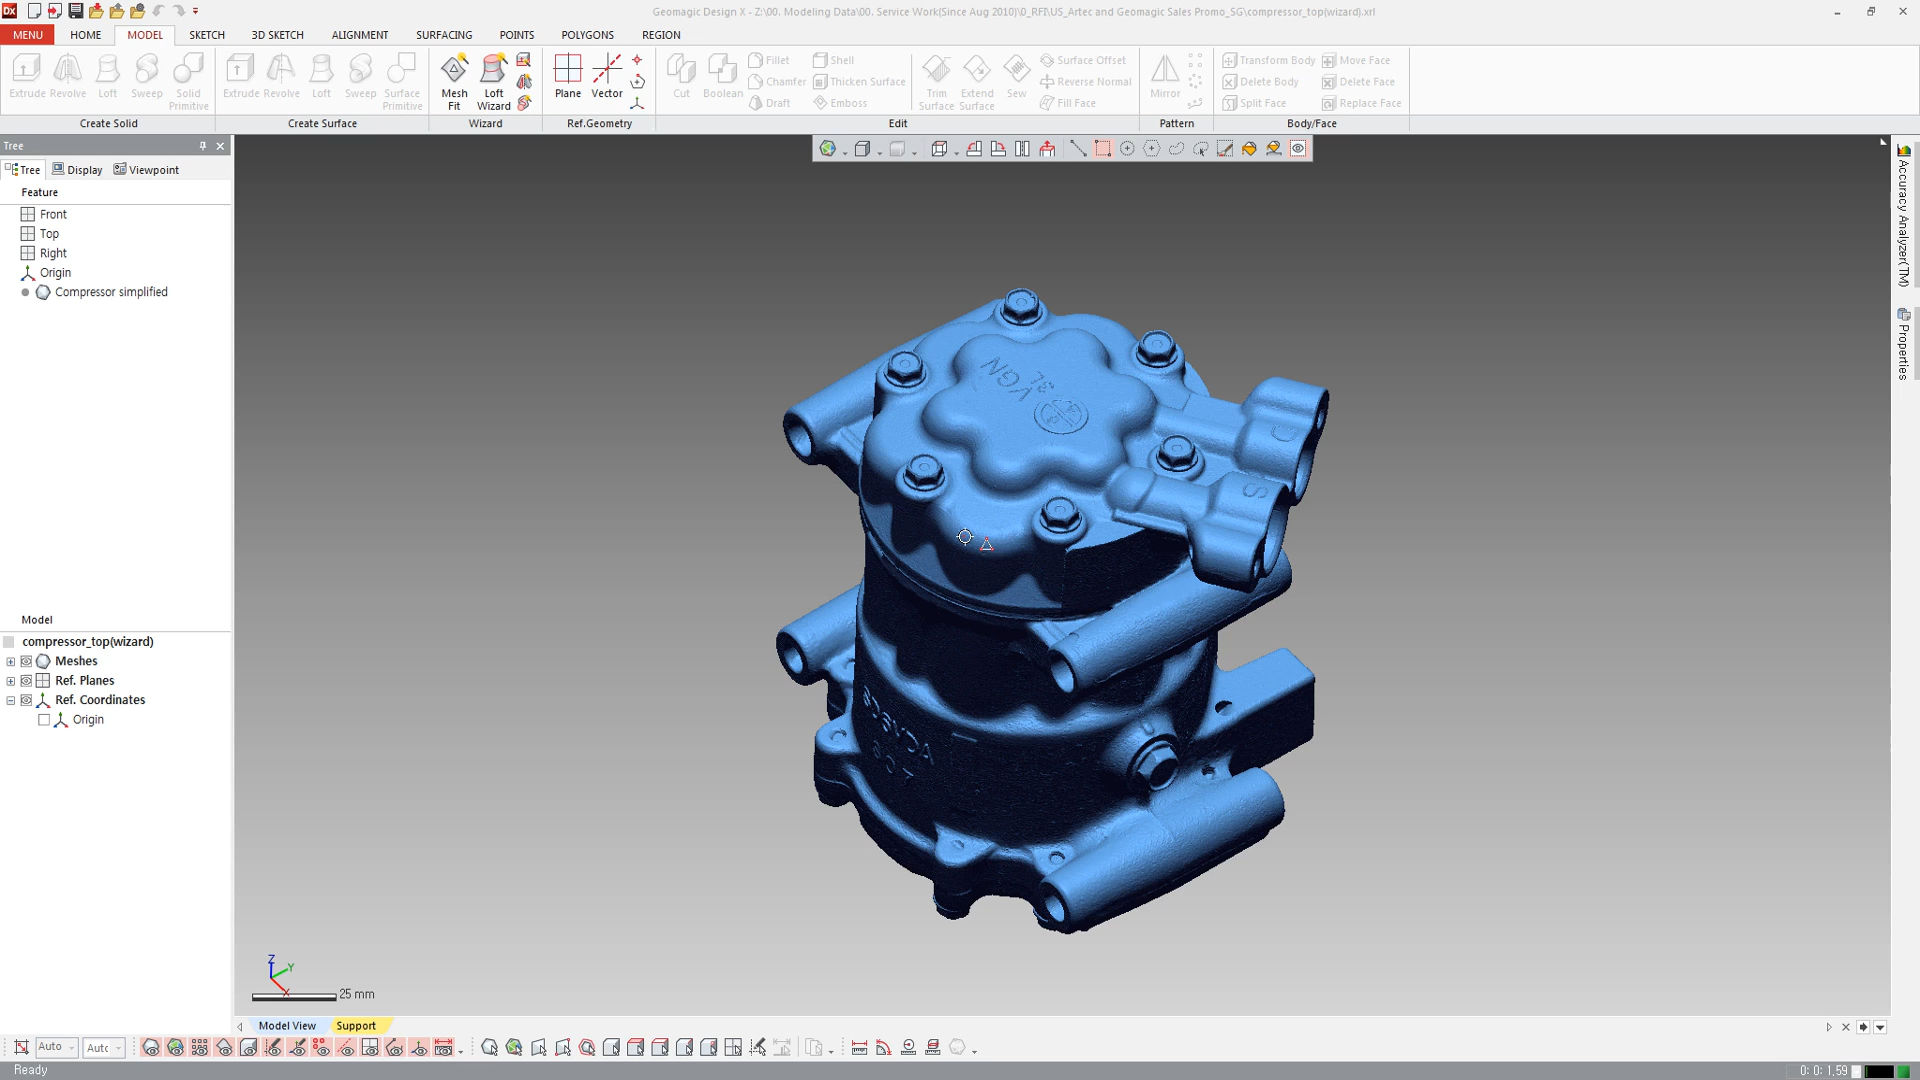 Geomagic Design X - Z:\00. Modeling Data\00. Service Work(Since Aug 2010)\0_RFI\US_Artec and Geomagic Sales Promo_SG\compressor_top(wizard).xrl
MENU HOME MODEL SKETCH 3D SKETCH ALIGNMENT SURFACING POINTS POLYGONS REGION
Extrude Revolve Loft Sweep Solid Primitive
Create Solid
Extrude Revolve Loft Sweep Surface Primitive
Create Surface
Mesh Fit Loft Wizard
Wizard
Plane Vector
Ref.Geometry
Cut Boolean Fillet Chamfer Draft Shell Thicken Surface Emboss
Trim Surface Extend Surface Sew Surface Offset Reverse Normal Fill Face
Edit
Mirror
Pattern
Transform Body Delete Body Split Face Move Face Delete Face Replace Face
Body/Face
Tree
Tree Display Viewpoint
Feature
Front
Top
Right
Origin
Compressor simplified
Model
compressor_top(wizard)
Meshes
Ref. Planes
Ref. Coordinates
Origin
Accuracy Analyzer(TM)
Properties
Z
Y
X
25 mm
Model View Support
Auto Auto
Ready
0: 0: 1.59